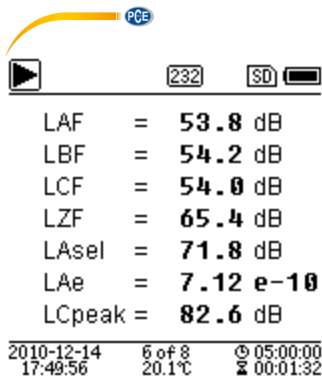 PCE
232 SD
LAF = 53.8 dB
LBF = 54.2 dB
LCF = 54.0 dB
LZF = 65.4 dB
LAsel = 71.8 dB
LAe = 7.12 e-10
LCpeak = 82.6 dB
2010-12-14 6 of 8 05:00:00
17:49:56 20.1℃ 00:01:32